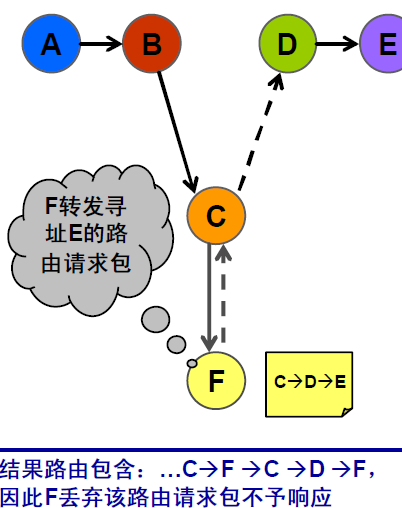 A
B
D
E
F转发寻
址E的路
由请求包
C
F
C→D→E
结果路由包含：…C→F →C →D →F，
因此F丢弃该路由请求包不予响应